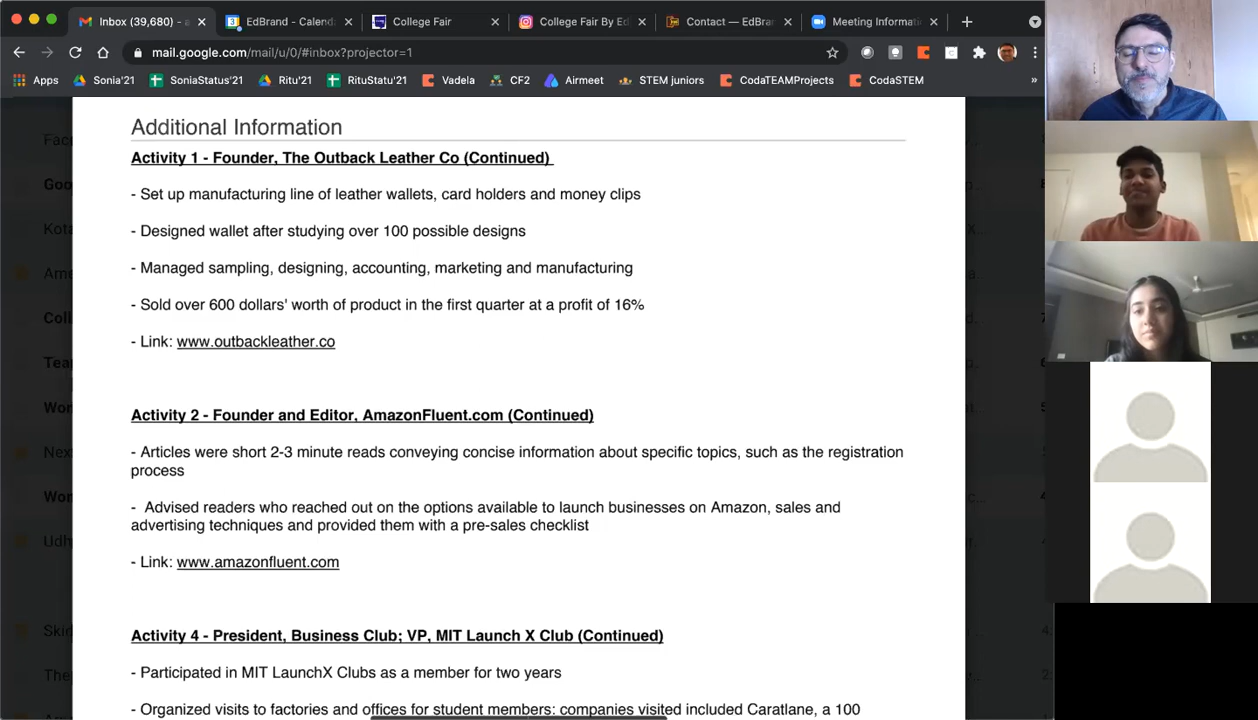 Inbox (39,680) - a
EdBrand - Calend
College Fair
College Fair By Ed
Contact — EdBra
Meeting Informati
mail.google.com/mail/u/0/#inbox?projector=1
Apps
Sonia'21
SoniaStatus'21
Ritu'21
RituStatu'21
Vadela
CF2
Airmeet
STEM juniors
CodaTEAMProjects
CodaSTEM
»
Additional Information
Activity 1 - Founder, The Outback Leather Co (Continued)
- Set up manufacturing line of leather wallets, card holders and money clips
- Designed wallet after studying over 100 possible designs
- Managed sampling, designing, accounting, marketing and manufacturing
- Sold over 600 dollars' worth of product in the first quarter at a profit of 16%
- Link: www.outbackleather.co
Activity 2 - Founder and Editor, AmazonFluent.com (Continued)
- Articles were short 2-3 minute reads conveying concise information about specific topics, such as the registration
process
- Advised readers who reached out on the options available to launch businesses on Amazon, sales and
advertising techniques and provided them with a pre-sales checklist
- Link: www.amazonfluent.com
Activity 4 - President, Business Club; VP, MIT Launch X Club (Continued)
- Participated in MIT LaunchX Clubs as a member for two years
- Organized visits to factories and offices for student members: companies visited included Caratlane, a 100